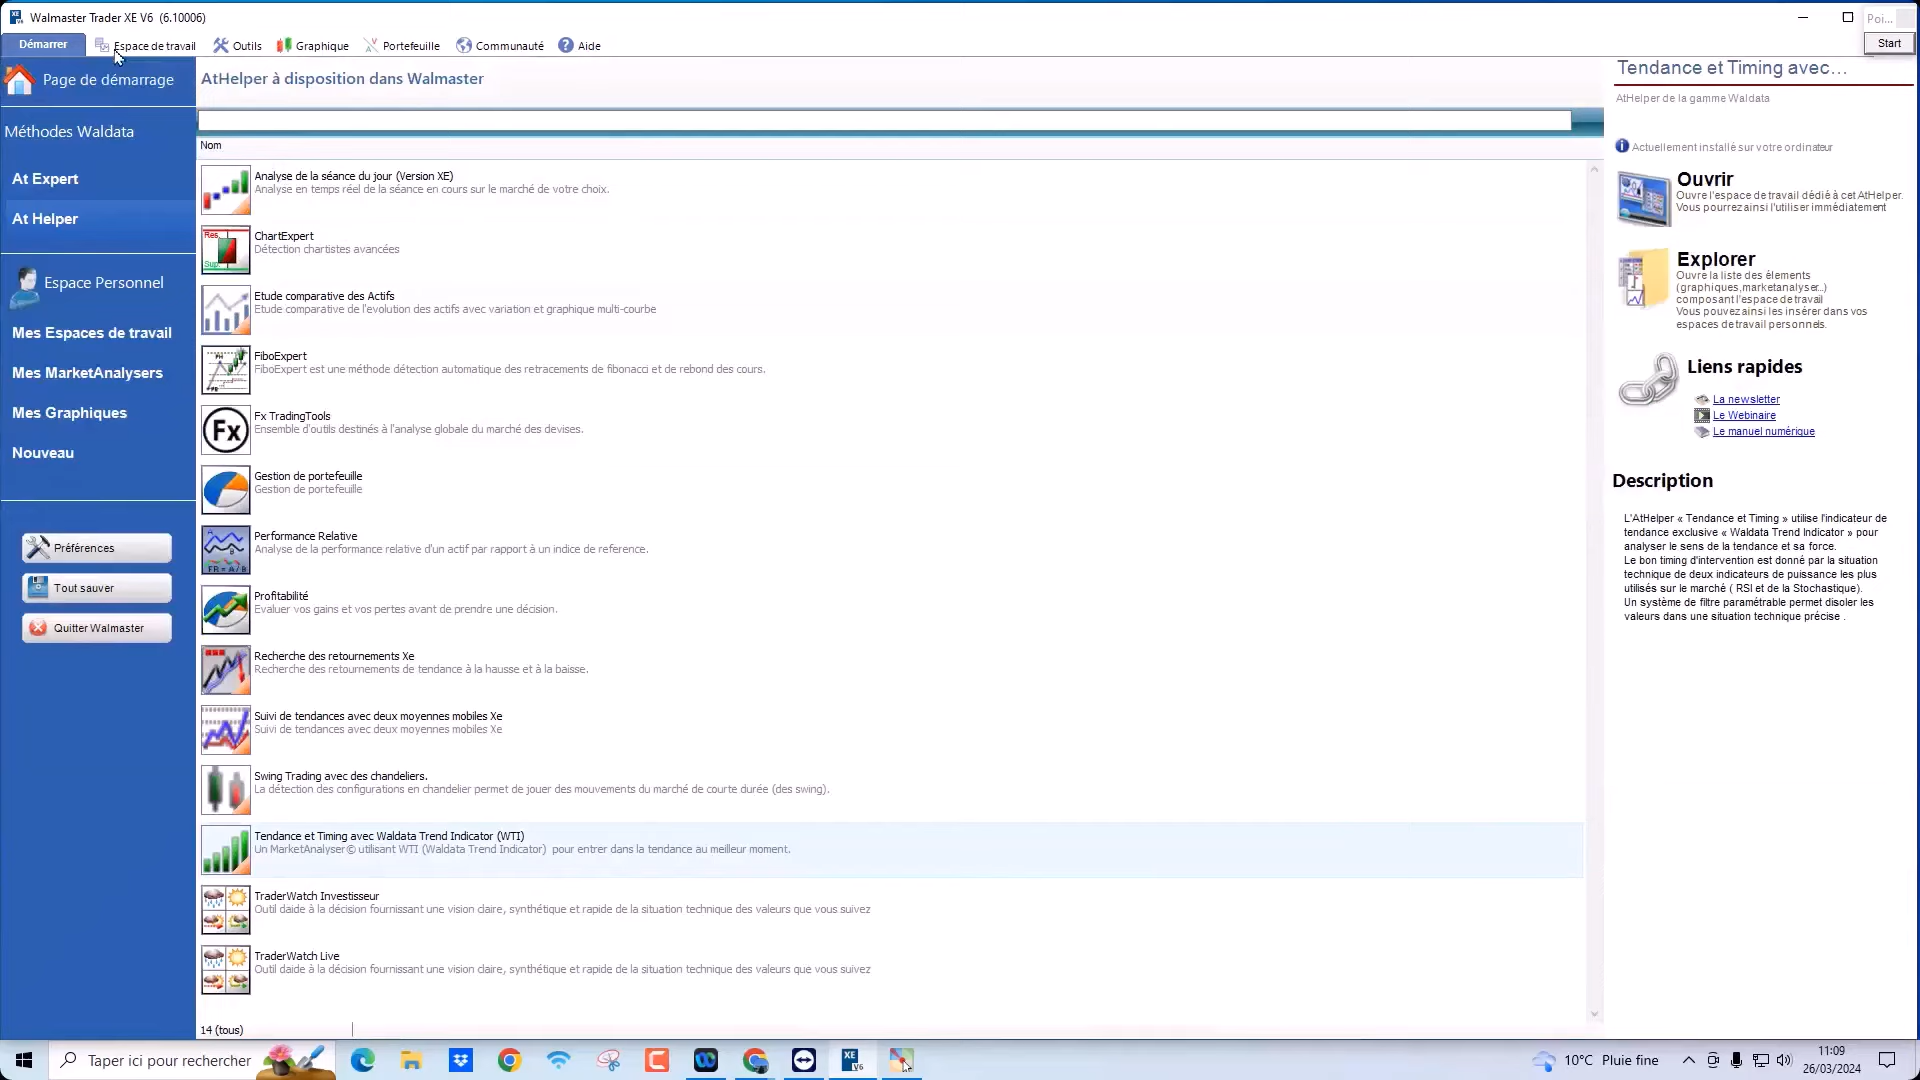 Walmaster Trader XE V6 (6.10006)
Poi...
Start
Démarrer
Espace de travail
Outils
Graphique
Portefeuille
Communauté
Aide
Page de démarrage
Méthodes Waldata
At Expert
At Helper
Espace Personnel
Mes Espaces de travail
Mes MarketAnalysers
Mes Graphiques
Nouveau
Préférences
Tout sauver
Quitter Walmaster
AtHelper à disposition dans Walmaster
Nom
Analyse de la séance du jour (Version XE)
Analyse en temps réel de la séance en cours sur le marché de votre choix.
Res.
Sup.
ChartExpert
Détection chartistes avancées
Etude comparative des Actifs
Etude comparative de l'evolution des actifs avec variation et graphique multi-courbe
FiboExpert
FiboExpert est une méthode détection automatique des retracements de fibonacci et de rebond des cours.
Fx
Fx TradingTools
Ensemble d'outils destinés à l'analyse globale du marché des devises.
Gestion de portefeuille
Gestion de portefeuille
FR = A/B
Performance Relative
Analyse de la performance relative d'un actif par rapport à un indice de reference.
Profitabilité
Evaluer vos gains et vos pertes avant de prendre une décision.
Recherche des retournements Xe
Recherche des retournements de tendance à la hausse et à la baisse.
Suivi de tendances avec deux moyennes mobiles Xe
Suivi de tendances avec deux moyennes mobiles Xe
Swing Trading avec des chandeliers.
La détection des configurations en chandelier permet de jouer des mouvements du marché de courte durée (des swing).
Tendance et Timing avec Waldata Trend Indicator (WTI)
Un MarketAnalyser© utilisant WTI (Waldata Trend Indicator) pour entrer dans la tendance au meilleur moment.
TraderWatch Investisseur
Outil daide à la décision fournissant une vision claire, synthétique et rapide de la situation technique des valeurs que vous suivez
TraderWatch Live
Outil daide à la décision fournissant une vision claire, synthétique et rapide de la situation technique des valeurs que vous suivez
14 (tous)
Tendance et Timing avec...
AtHelper de la gamme Waldata
Actuellement installé sur votre ordinateur
Ouvrir
Ouvre l'espace de travail dédié à cet AtHelper.
Vous pourrez ainsi l'utiliser immédiatement
Explorer
Ouvre la liste des élements
(graphiques,marketanalyser..)
composant l'espace de travail
Vous pouvez ainsi les insérer dans vos
espaces de travail personnels.
Liens rapides
La newsletter
Le Webinaire
Le manuel numérique
Description
L'AtHelper « Tendance et Timing » utilise l'indicateur de
tendance exclusive « Waldata Trend Indicator » pour
analyser le sens de la tendance et sa force.
Le bon timing d'intervention est donné par la situation
technique de deux indicateurs de puissance les plus
utilisés sur le marché ( RSI et de la Stochastique).
Un système de filtre paramétrable permet disoler les
valeurs dans une situation technique précise .
Taper ici pour rechercher
XE
V6
10°C Pluie fine
11:09
26/03/2024